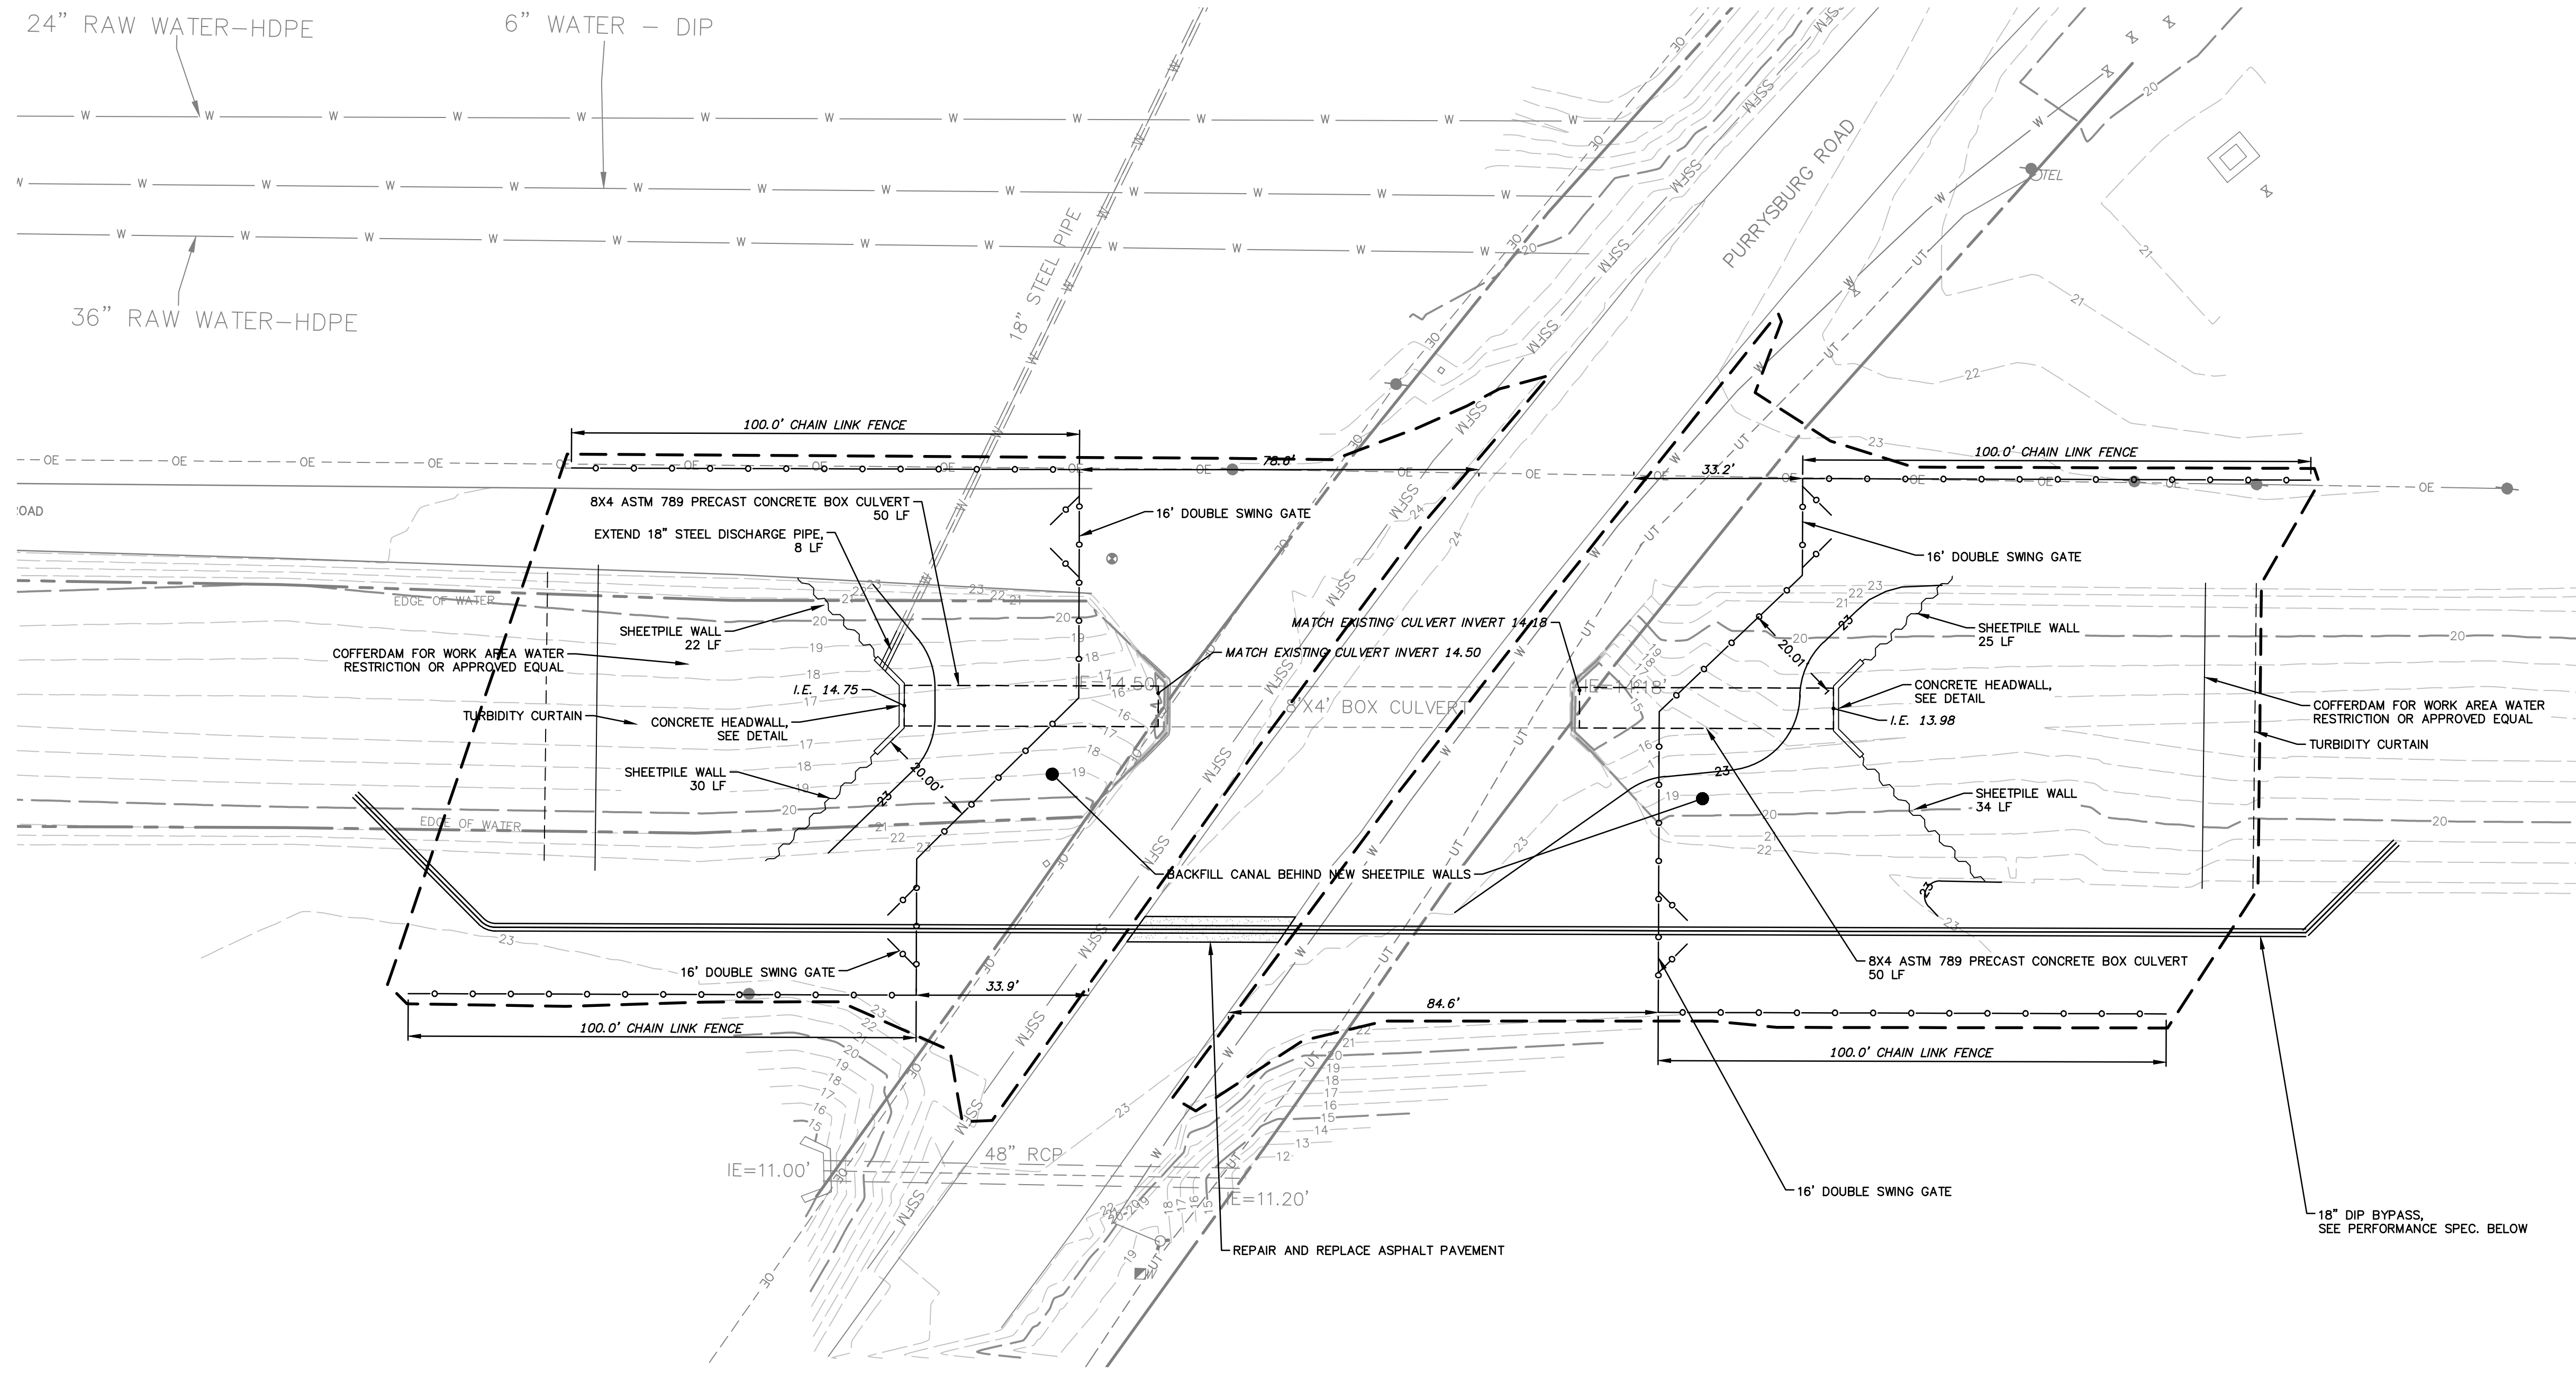 24" RAW WATER-HDPE
6" WATER - DIP
36" RAW WATER-HDPE
18" STEEL PIPE
PURRYSBURG ROAD
TEL
100.0' CHAIN LINK FENCE
78.6'
33.2'
100.0' CHAIN LINK FENCE
8X4 ASTM 789 PRECAST CONCRETE BOX CULVERT
50 LF
EXTEND 18" STEEL DISCHARGE PIPE,
8 LF
16' DOUBLE SWING GATE
16' DOUBLE SWING GATE
OAD
EDGE OF WATER
SHEETPILE WALL
22 LF
COFFERDAM FOR WORK AREA WATER
RESTRICTION OR APPROVED EQUAL
I.E. 14.75
TURBIDITY CURTAIN
CONCRETE HEADWALL,
SEE DETAIL
SHEETPILE WALL
30 LF
20.00'
EDGE OF WATER
MATCH EXISTING CULVERT INVERT 14.18
MATCH EXISTING CULVERT INVERT 14.50
IE=14.50'
IE=14.18'
8'X4' BOX CULVERT
20.01'
SHEETPILE WALL
25 LF
CONCRETE HEADWALL,
SEE DETAIL
I.E. 13.98
COFFERDAM FOR WORK AREA WATER
RESTRICTION OR APPROVED EQUAL
TURBIDITY CURTAIN
SHEETPILE WALL
34 LF
BACKFILL CANAL BEHIND NEW SHEETPILE WALLS
16' DOUBLE SWING GATE
33.9'
100.0' CHAIN LINK FENCE
84.6'
100.0' CHAIN LINK FENCE
8X4 ASTM 789 PRECAST CONCRETE BOX CULVERT
50 LF
48" RCP
IE=11.00'
IE=11.20'
16' DOUBLE SWING GATE
REPAIR AND REPLACE ASPHALT PAVEMENT
18" DIP BYPASS,
SEE PERFORMANCE SPEC. BELOW